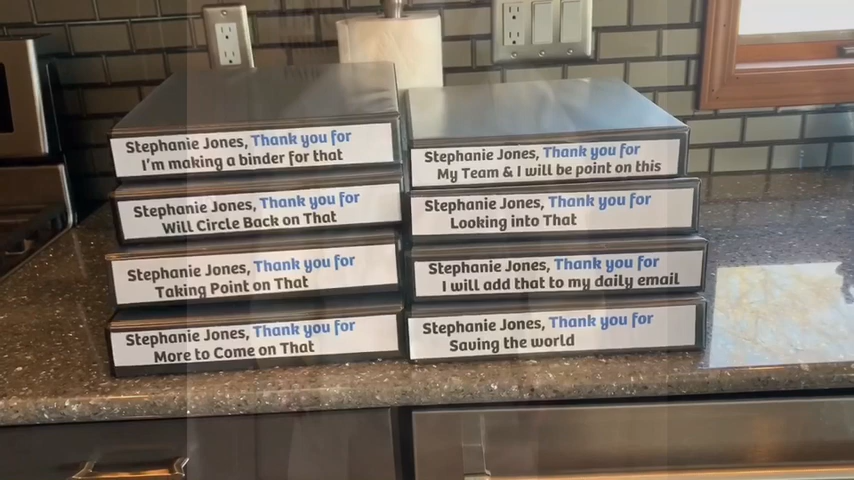 Stephanie Jones, Thank you for
I'm making a binder for that
Stephanie Jones, Thank you for
Will Circle Back on That
Stephanie Jones, Thank you for
Taking Point on That
Stephanie Jones, Thank you for
More to Come on That
Stephanie Jones, Thank you for
My Team & I will be point on this
Stephanie Jones, Thank you for
Looking into That
Stephanie Jones, Thank you for
I will add that to my daily email
Stephanie Jones, Thank you for
Saving the world